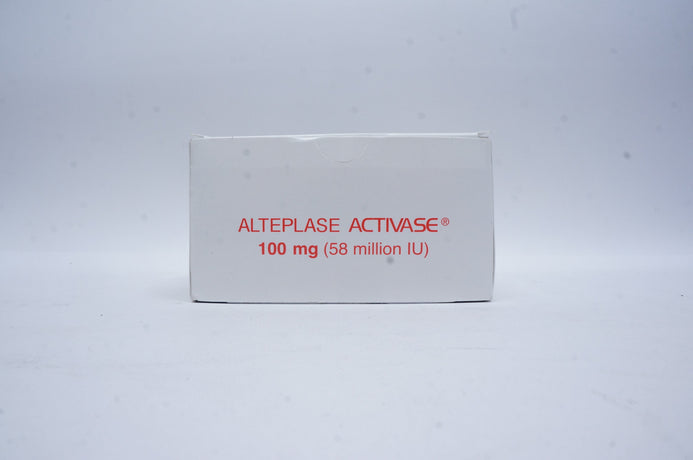 ALTEPLASE ACTIVASE®
100 mg (58 million IU)